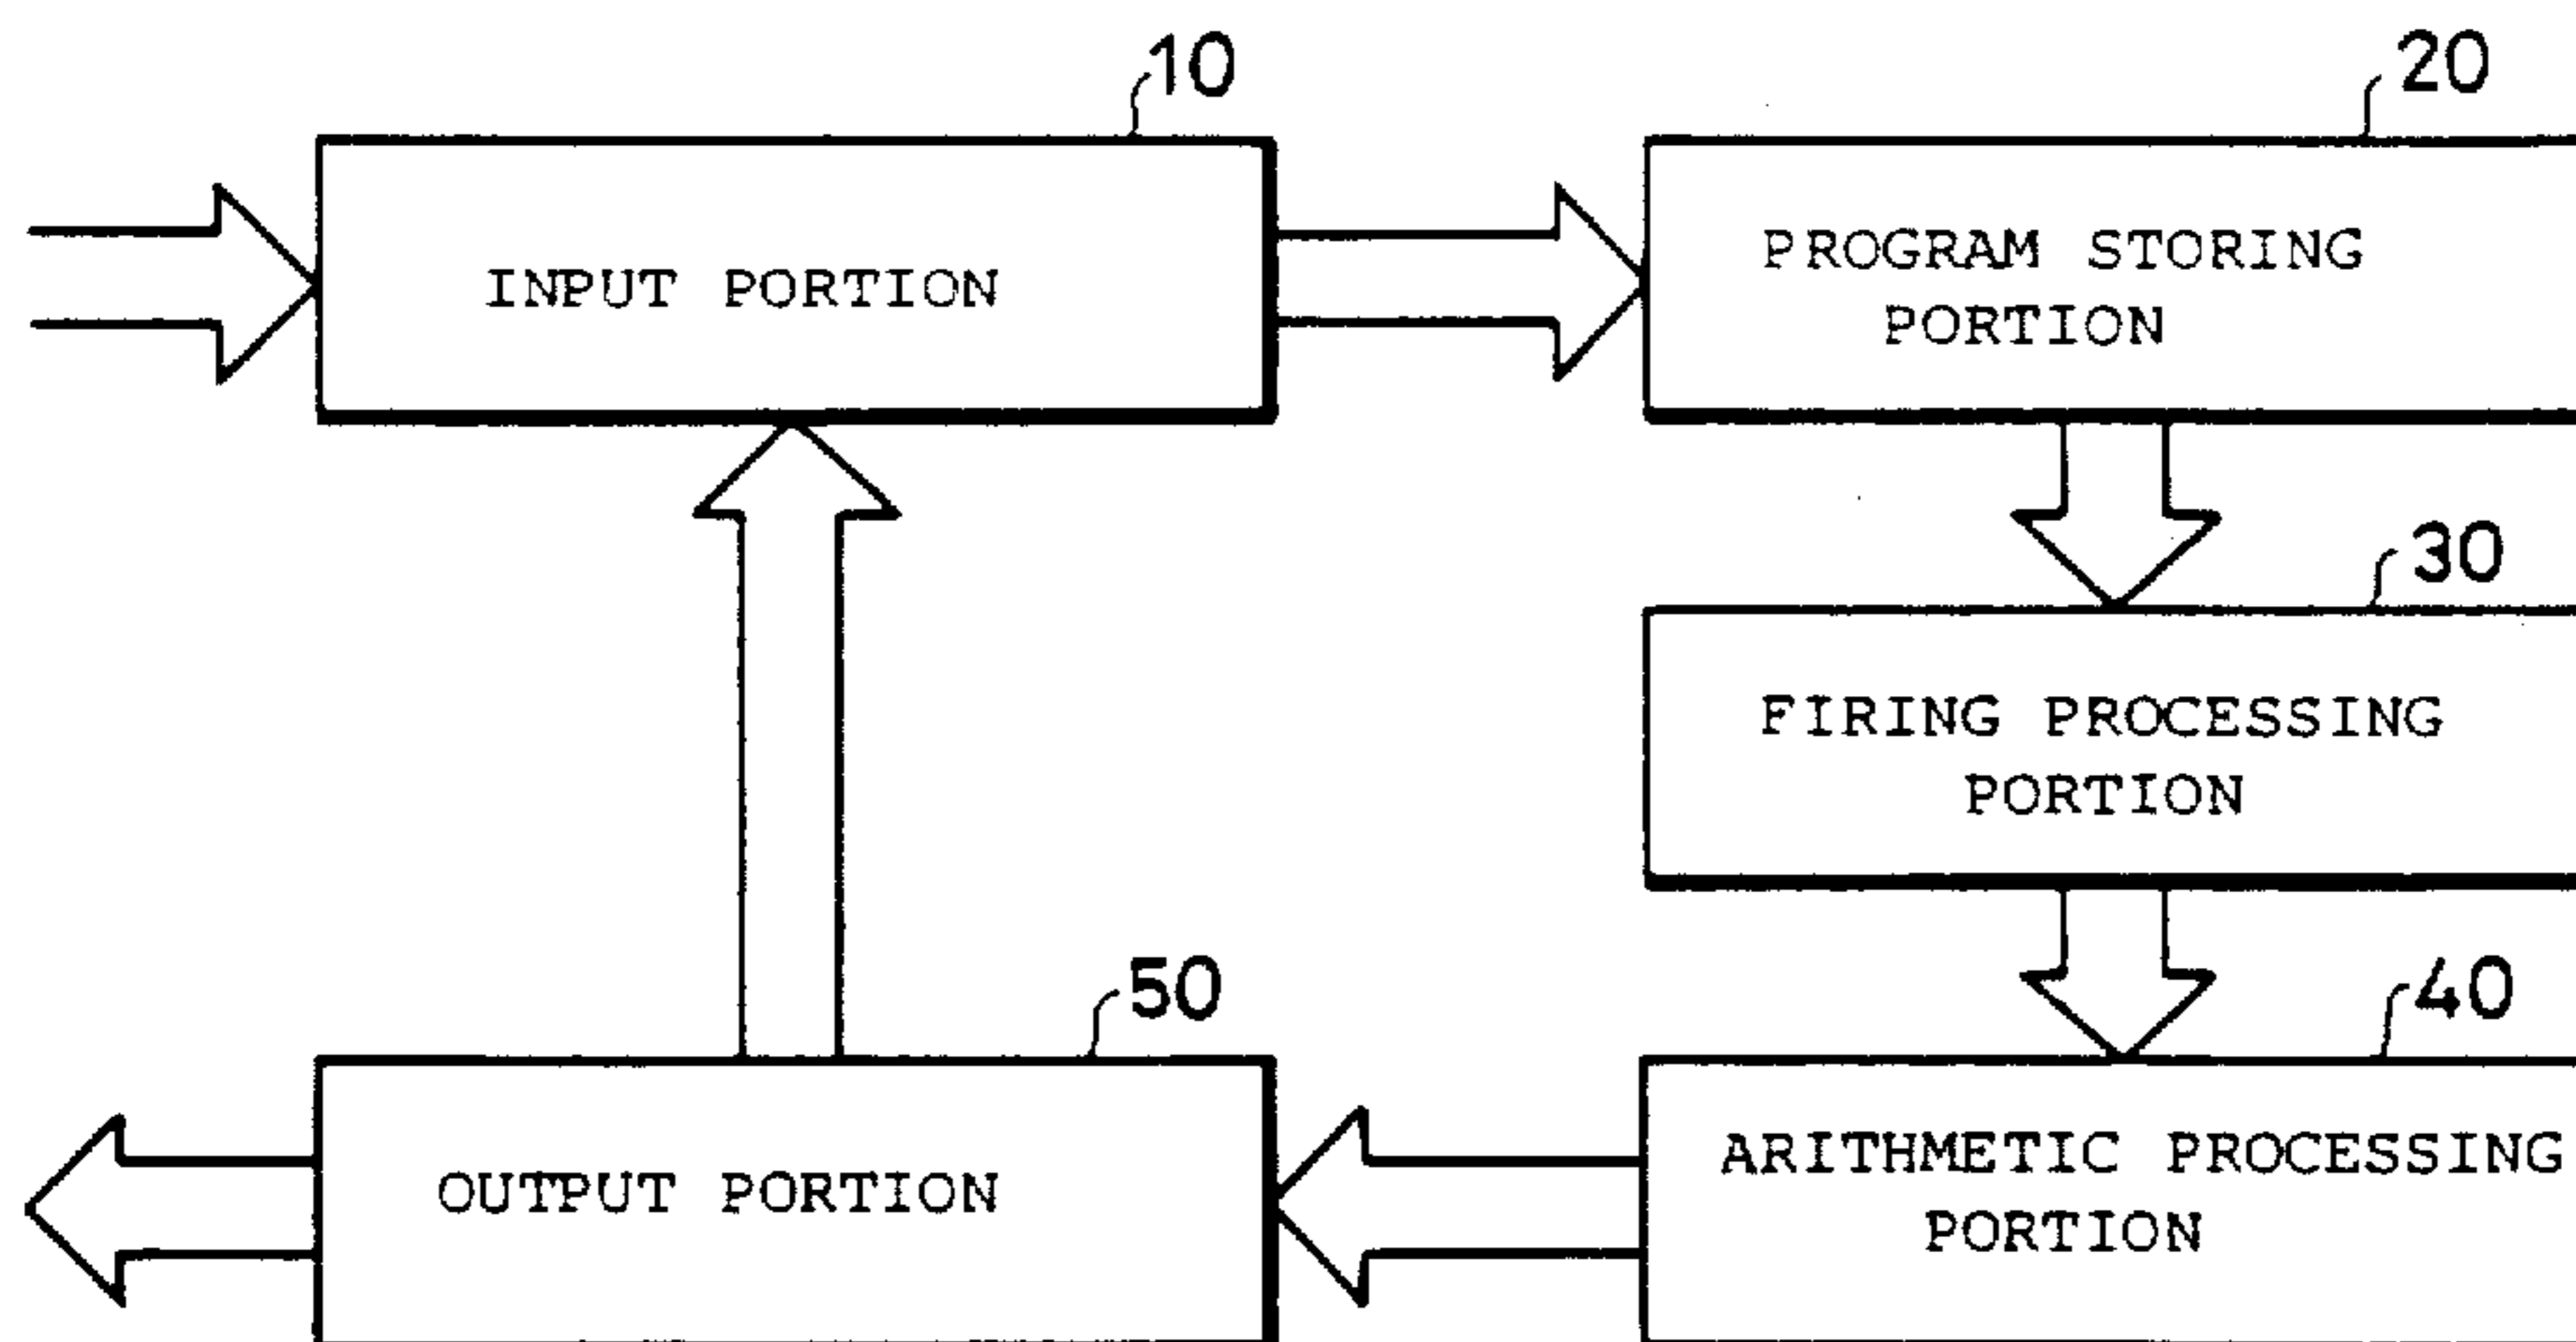 10
20
INPUT PORTION
PROGRAM STORING
PORTION
30
FIRING PROCESSING
PORTION
50
40
OUTPUT PORTION
ARITHMETIC PROCESSING
PORTION